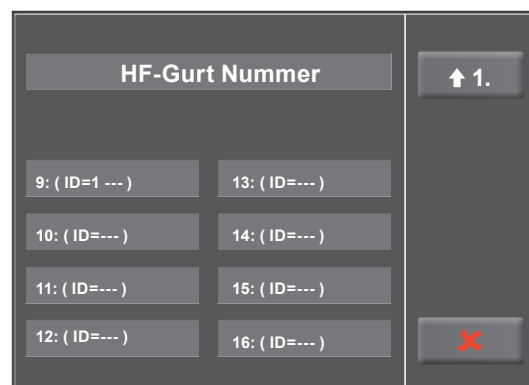 HF-Gurt Nummer
1.
9: ( ID=1 --- )
10: ( ID=--- )
11: ( ID=--- )
12: ( ID=--- )
13: ( ID=--- )
14: ( ID=--- )
15: ( ID=--- )
16: ( ID=--- )